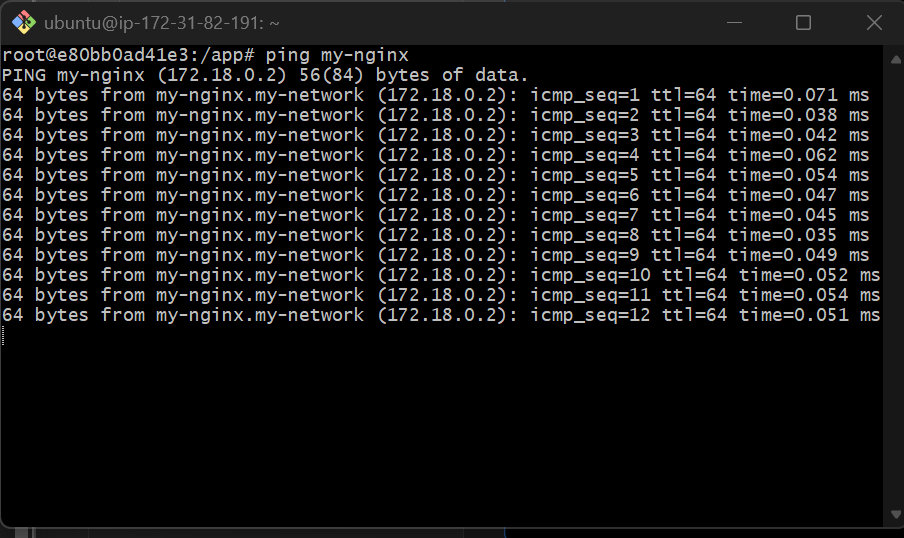 ubuntu@ip-172-31-82-191: ~
root@e80bb0ad41e3:/app# ping my-nginx
PING my-nginx (172.18.0.2) 56(84) bytes of data.
64 bytes from my-nginx.my-network (172.18.0.2): icmp_seq=1 ttl=64 time=0.071 ms
64 bytes from my-nginx.my-network (172.18.0.2): icmp_seq=2 ttl=64 time=0.038 ms
64 bytes from my-nginx.my-network (172.18.0.2): icmp_seq=3 ttl=64 time=0.042 ms
64 bytes from my-nginx.my-network (172.18.0.2): icmp_seq=4 ttl=64 time=0.062 ms
64 bytes from my-nginx.my-network (172.18.0.2): icmp_seq=5 ttl=64 time=0.054 ms
64 bytes from my-nginx.my-network (172.18.0.2): icmp_seq=6 ttl=64 time=0.047 ms
64 bytes from my-nginx.my-network (172.18.0.2): icmp_seq=7 ttl=64 time=0.045 ms
64 bytes from my-nginx.my-network (172.18.0.2): icmp_seq=8 ttl=64 time=0.035 ms
64 bytes from my-nginx.my-network (172.18.0.2): icmp_seq=9 ttl=64 time=0.049 ms
64 bytes from my-nginx.my-network (172.18.0.2): icmp_seq=10 ttl=64 time=0.052 ms
64 bytes from my-nginx.my-network (172.18.0.2): icmp_seq=11 ttl=64 time=0.054 ms
64 bytes from my-nginx.my-network (172.18.0.2): icmp_seq=12 ttl=64 time=0.051 ms